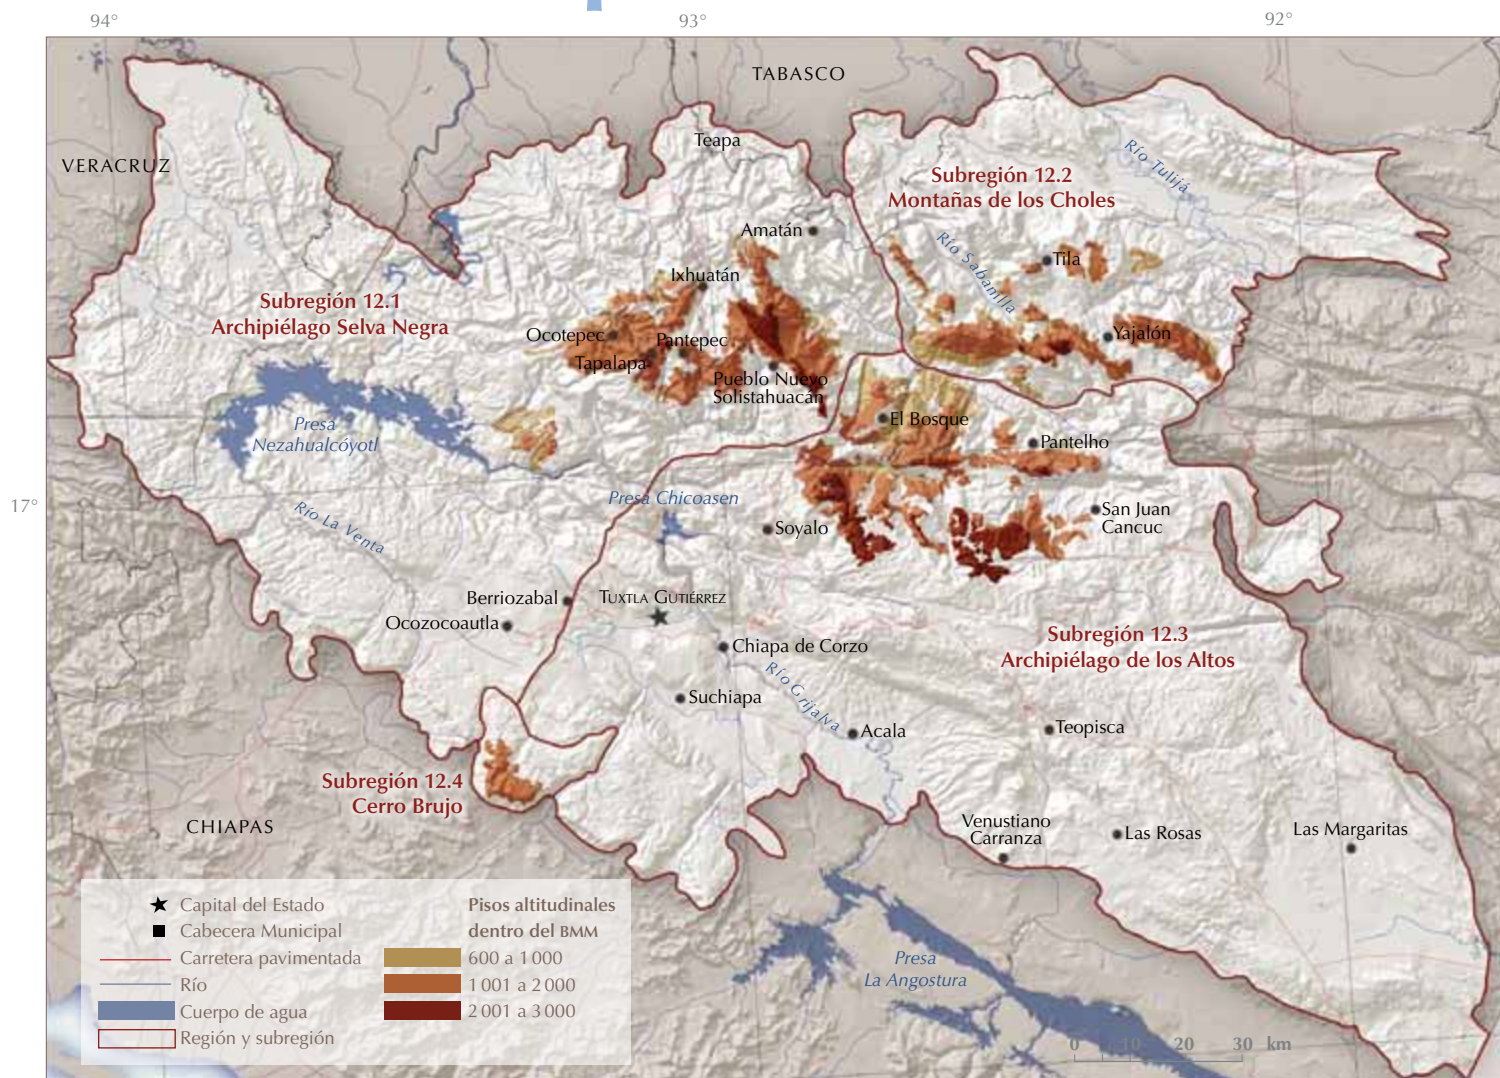 94°
93°
92°
TABASCO
VERACRUZ
Teapa
Río Tulijá
Subregión 12.2
Montañas de los Choles
Amatán
Río Sabanilla
Tila
Ixhuatán
Subregión 12.1
Archipiélago Selva Negra
Ocotepec
Pantepec
Yajalón
Tapalapa
Pueblo Nuevo
Solistahuacán
El Bosque
Presa
Nezahualcóyotl
Pantelho
17°
Presa Chicoasen
Río La Venta
Soyalo
San Juan
Cancuc
Berriozabal
TUXTLA GUTIÉRREZ
Ocozocoautla
Chiapa de Corzo
Subregión 12.3
Archipiélago de los Altos
Río Grijalva
Suchiapa
Acala
Teopisca
Subregión 12.4
Cerro Brujo
CHIAPAS
Venustiano
Carranza
Las Rosas
Las Margaritas
Capital del Estado
Cabecera Municipal
Carretera pavimentada
Río
Cuerpo de agua
Región y subregión
Pisos altitudinales
dentro del BMM
600 a 1 000
1 001 a 2 000
2 001 a 3 000
Presa
La Angostura
0 10 20 30 km